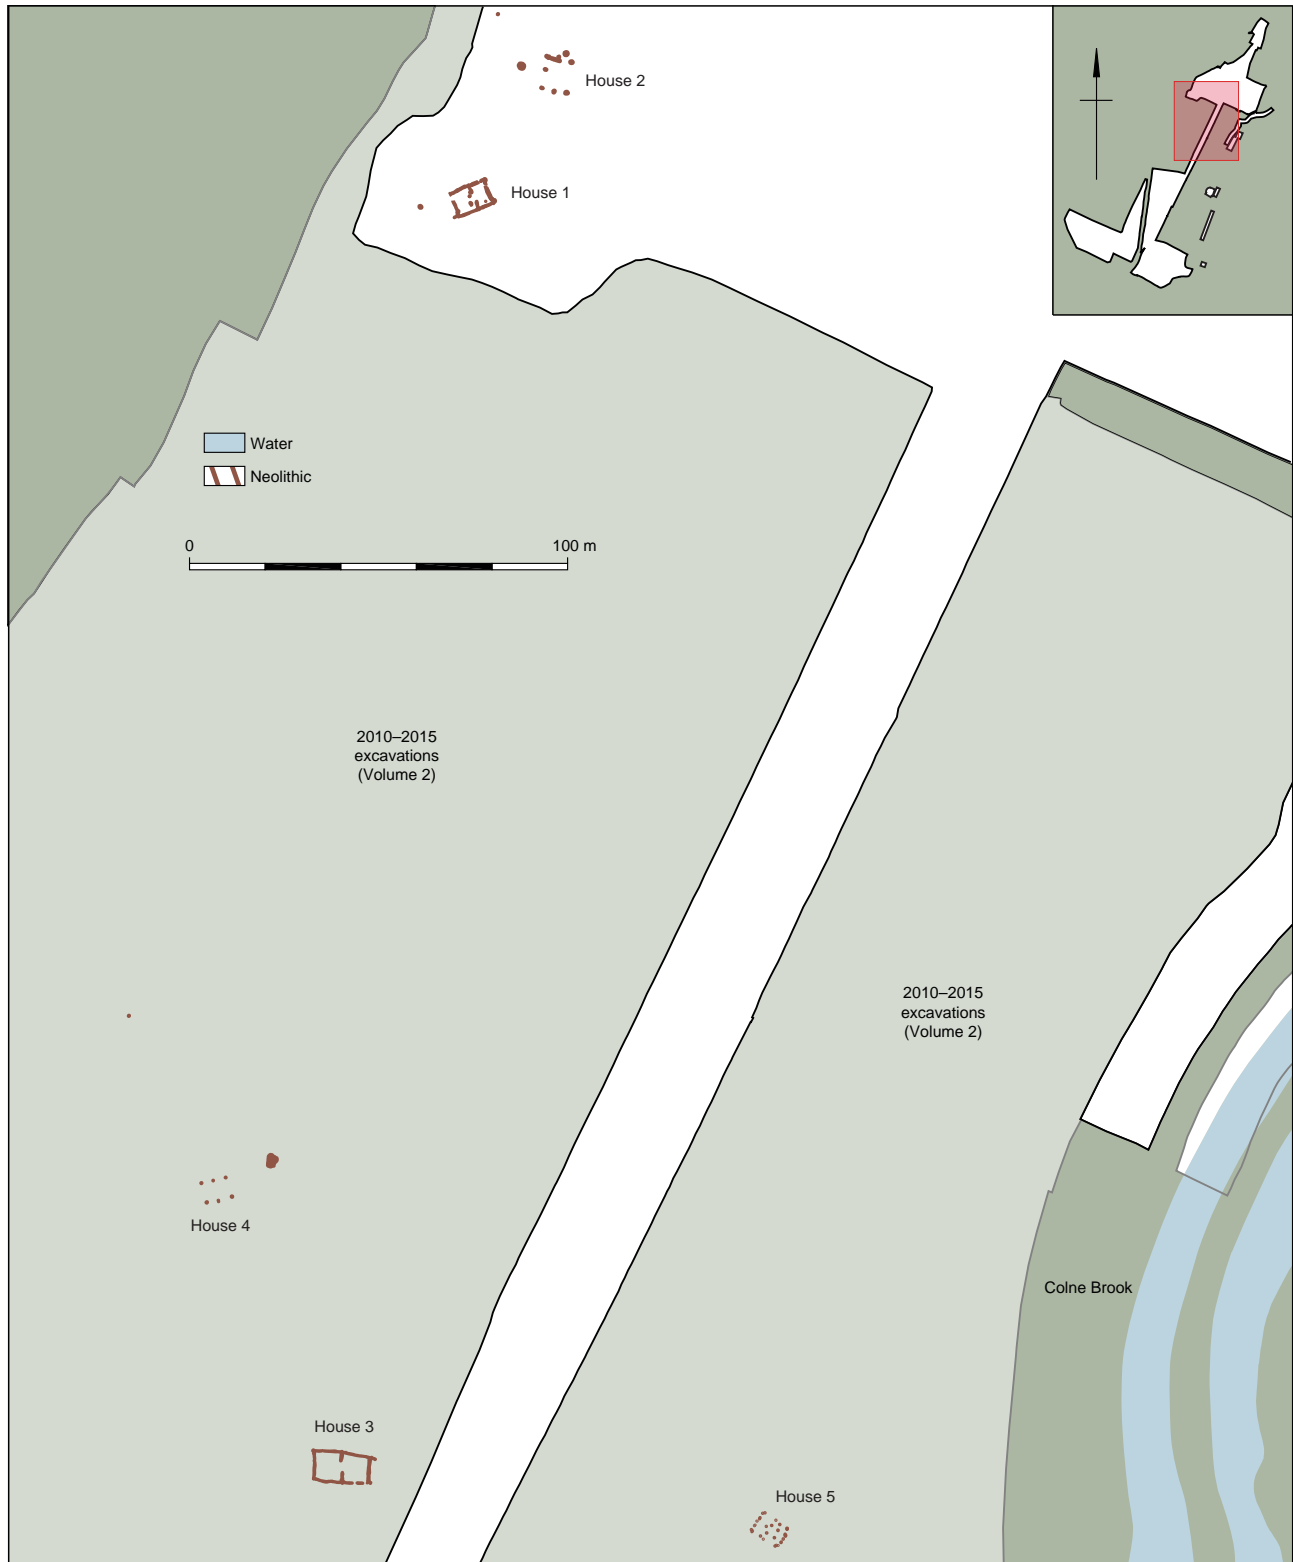 House 2
House 1
Water
Neolithic
0
100 m
2010–2015
excavations
(Volume 2)
2010–2015
excavations
(Volume 2)
House 4
Colne Brook
House 3
House 5